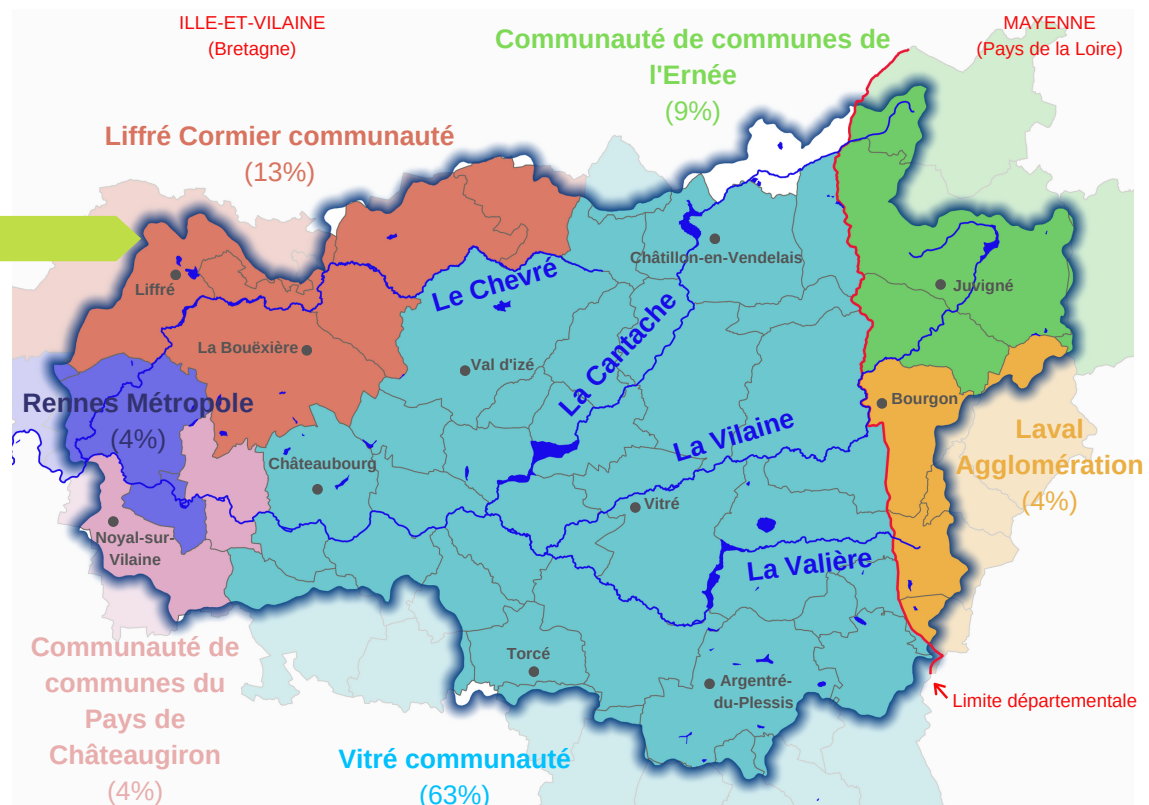 ILLE-ET-VILAINE
(Bretagne)
MAYENNE
(Pays de la Loire)
Communauté de communes de
l'Ernée
(9%)
Liffré Cormier communauté
(13%)
Châtillon-en-Vendelais
Liffré
Le Chevré
Juvigné
La Bouëxière
La Cantache
Val d'izé
Bourgon
Rennes Métropole
(4%)
La Vilaine
Laval
Agglomération
(4%)
Châteaubourg
Vitré
Noyal-sur-
Vilaine
La Valière
Communauté de
communes du
Pays de
Châteaugiron
(4%)
Torcé
Argentré-
du-Plessis
Limite départementale
Vitré communauté
(63%)